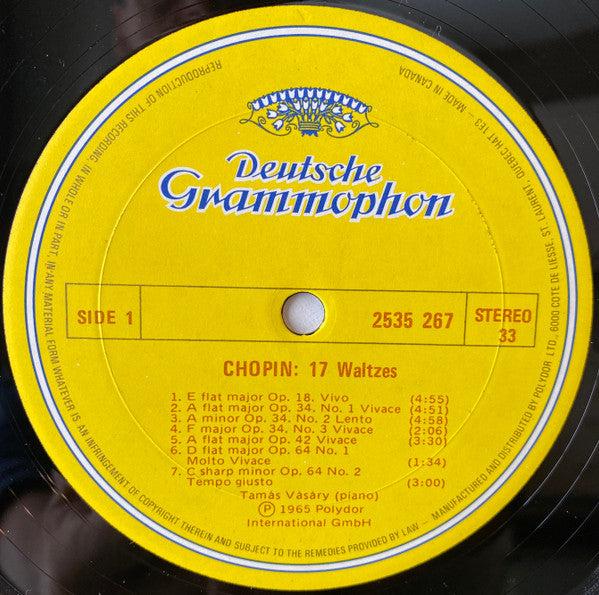 Deutsche
Grammophon
SIDE 1
2535 267
STEREO
33
CHOPIN: 17 Waltzes
1. E flat major Op. 18. Vivo (4:55)
2. A flat major Op. 34. No. 1 Vivace (4:51)
3. A minor Op. 34. No. 2 Lento (4:58)
4. F major Op. 34. No. 3 Vivace (2:06)
5. A flat major Op. 42 Vivace (3:30)
6. D flat major Op. 64 No. 1
Molto Vivace (1:34)
7. C sharp minor Op. 64 No. 2
Tempo giusto (3:00)
Tamás Vásáry (piano)
Ⓟ 1965 Polydor
International GmbH
REPRODUCTION OF THIS RECORDING, IN WHOLE OR IN PART, IN ANY MATERIAL FORM WHATEVER IS AN INFRINGEMENT OF COPYRIGHT THEREIN AND SUBJECT TO THE REMEDIES PROVIDED BY LAW — MANUFACTURED AND DISTRIBUTED BY POLYDOR LTD., 6000 COTE DE LIESSE, ST. LAURENT, QUEBEC H4T 1E3 — MADE IN CANADA